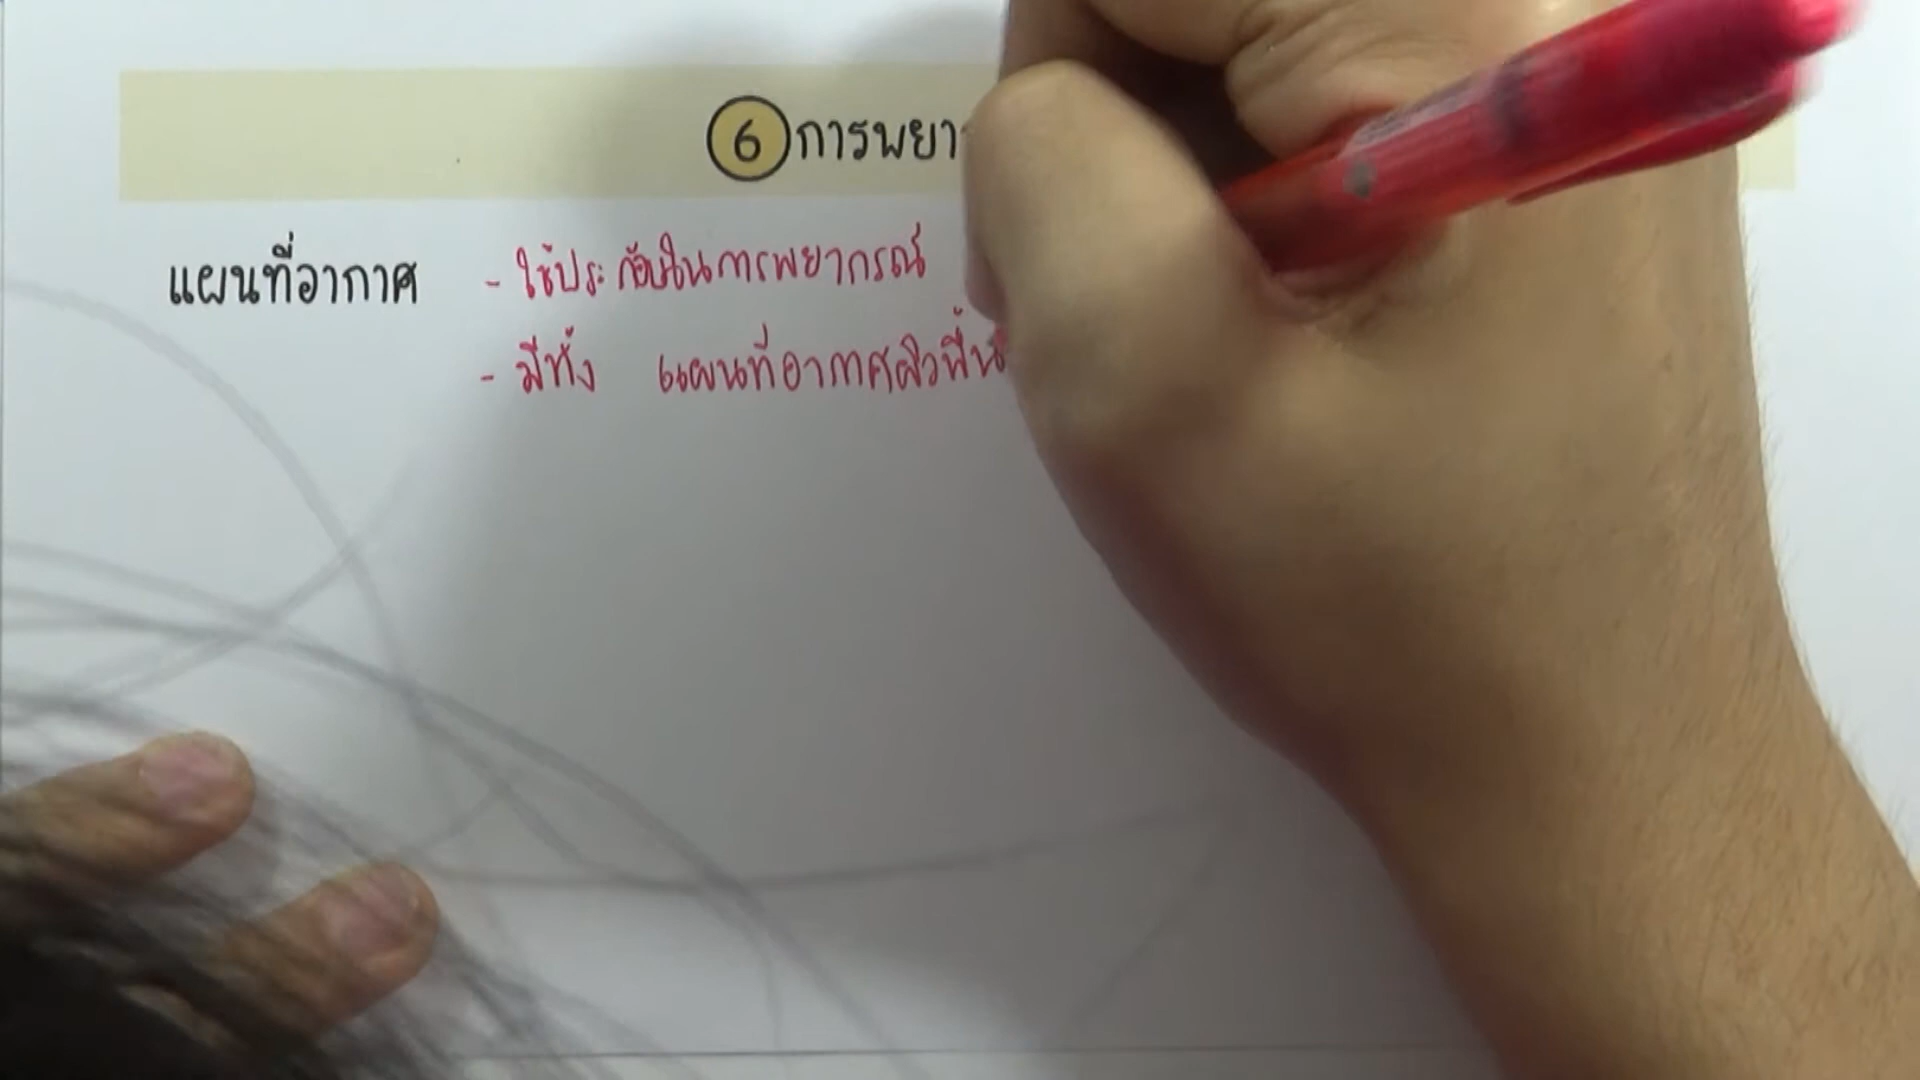 6 การพยา
แผนที่อากาศ - ใช้ประกอบในการพยากรณ์
- มีทั้ง แผนที่อากาศผิวพื้น